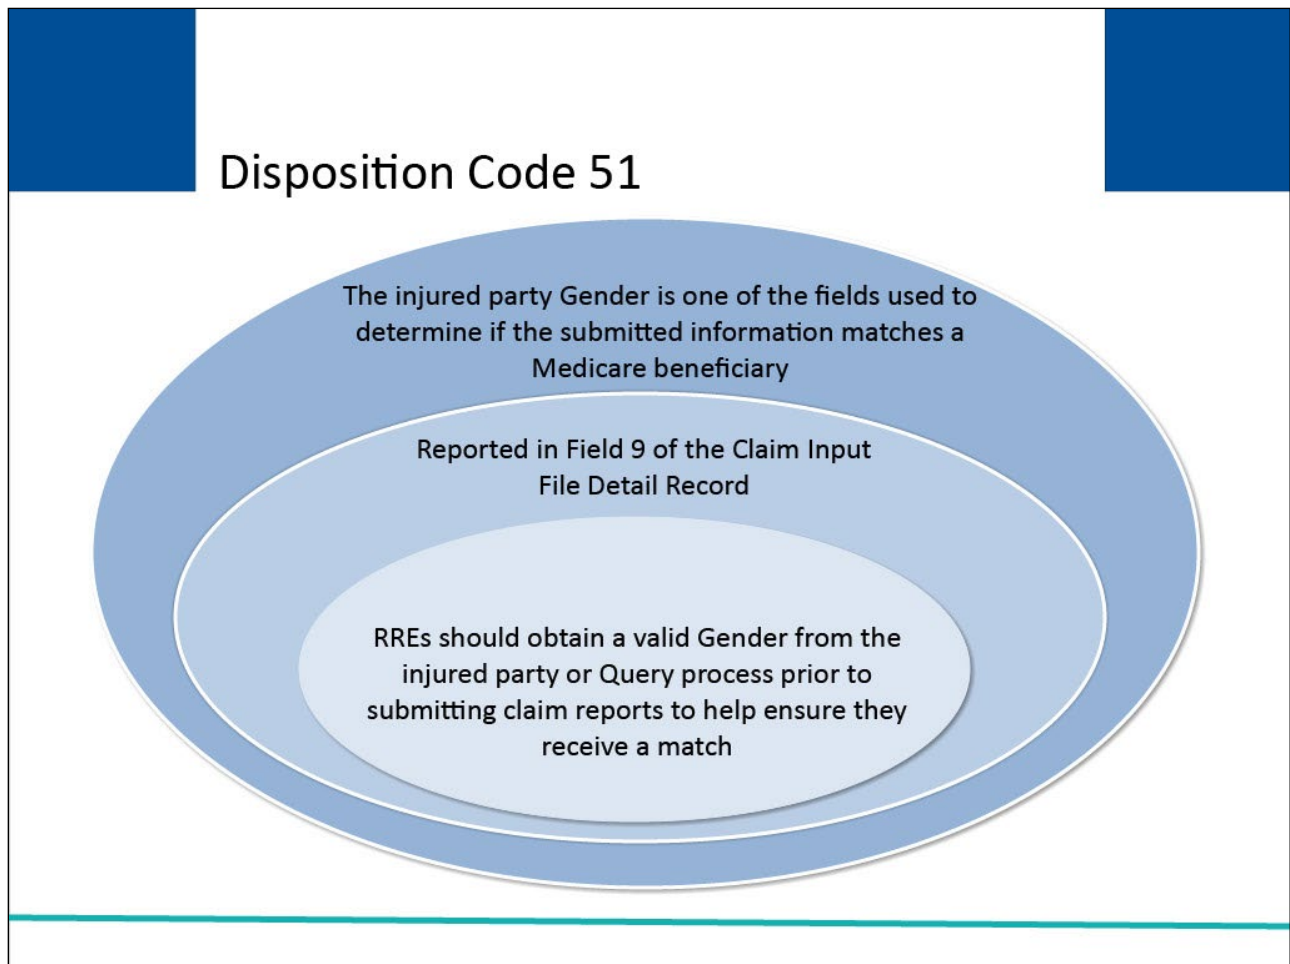 Disposition Code 51
The injured party Gender is one of the fields used to
determine if the submitted information matches a
Medicare beneficiary
Reported in Field 9 of the Claim Input
File Detail Record
RREs should obtain a valid Gender from the
injured party or Query process prior to
submitting claim reports to help ensure they
receive a match